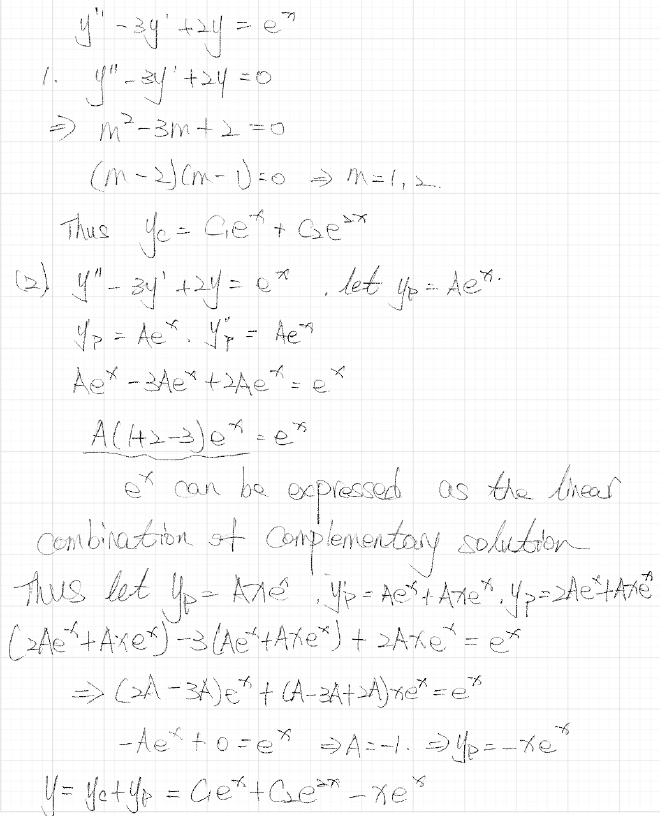 y'' - 3y' + 2y = e^x
1. y'' - 3y' + 2y = 0
⇒ m² - 3m + 2 = 0
(m - 2)(m - 1) = 0 ⇒ m = 1, 2.
Thus y_c = C₁e^x + C₂e^{2x}
(2) y'' - 3y' + 2y = e^x , let y_p = Ae^x.
y_p = Ae^x. y_p'' = Ae^x
Ae^x - 3Ae^x + 2Ae^x = e^x
A(1+2-3)e^x = e^x
e^x can be expressed as the linear
combination of complementary solution
Thus let y_p = Axe^x , y_p' = Ae^x + Axe^x. y_p = 2Ae^x + Axe^x
(2Ae^x + Axe^x) - 3(Ae^x + Axe^x) + 2Axe^x = e^x
⇒ (2A - 3A)e^x + (A - 3A + 2A)xe^x = e^x
-Ae^x + 0 = e^x ⇒ A = -1. ⇒ y_p = -xe^x
y = y_c + y_p = C₁e^x + C₂e^{2x} - xe^x